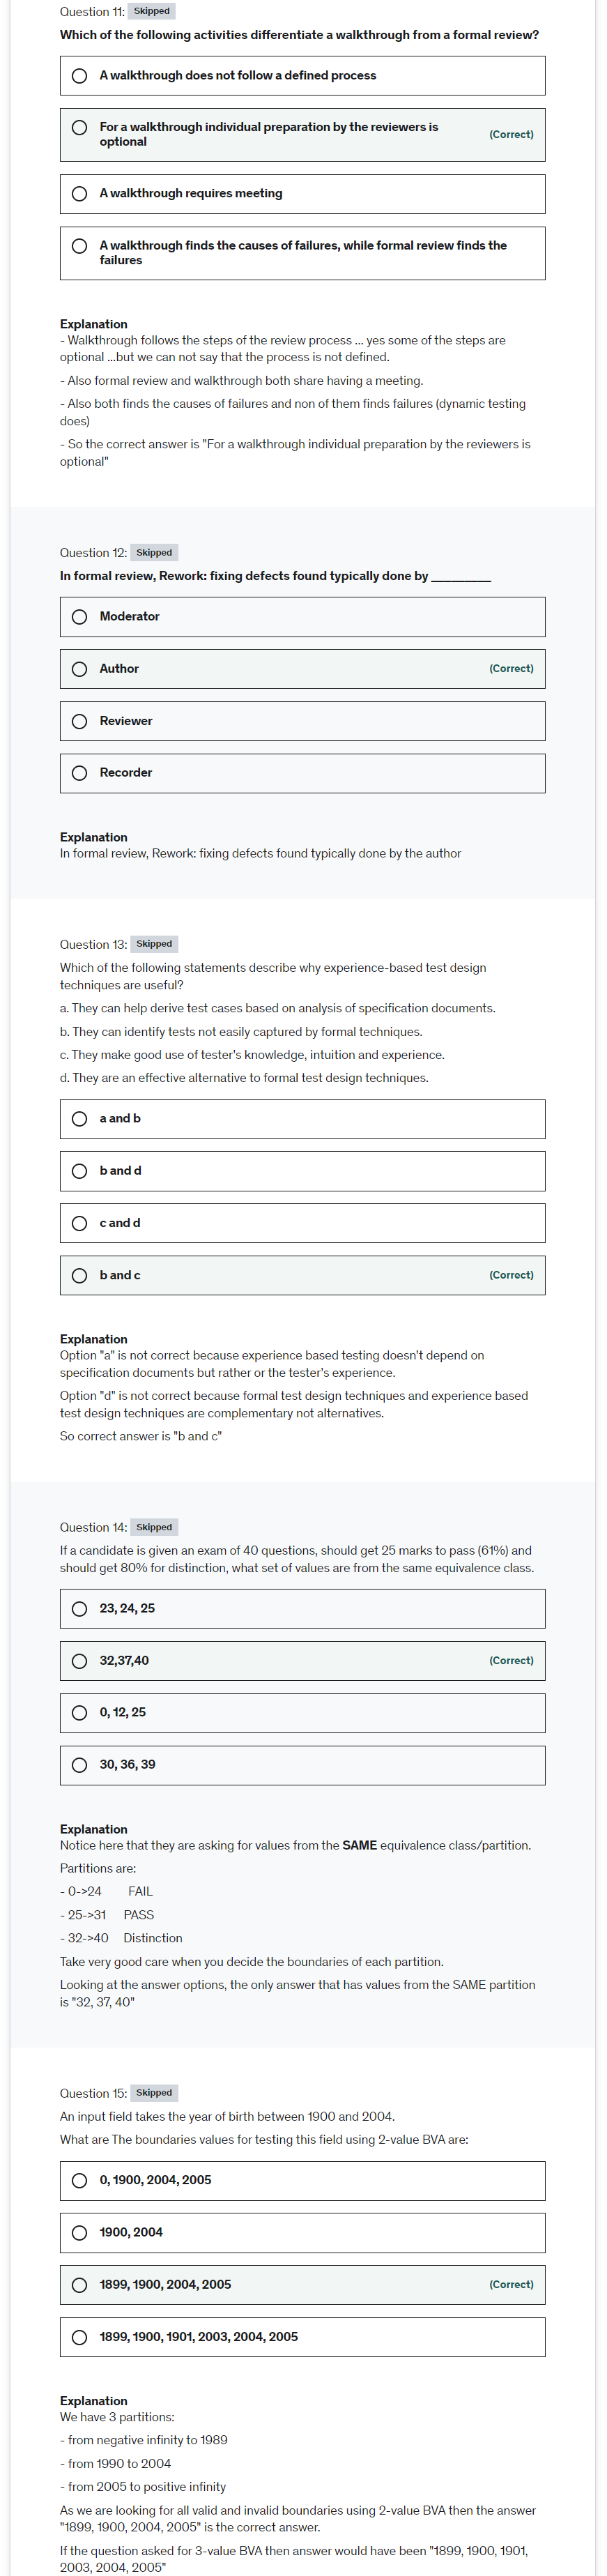 Question 11: Skipped
Which of the following activities differentiate a walkthrough from a formal review?
A walkthrough does not follow a defined process
For a walkthrough individual preparation by the reviewers is
optional
(Correct)
A walkthrough requires meeting
A walkthrough finds the causes of failures, while formal review finds the
failures
Explanation
- Walkthrough follows the steps of the review process ... yes some of the steps are
optional ...but we can not say that the process is not defined.
- Also formal review and walkthrough both share having a meeting.
- Also both finds the causes of failures and non of them finds failures (dynamic testing
does)
- So the correct answer is "For a walkthrough individual preparation by the reviewers is
optional"
Question 12: Skipped
In formal review, Rework: fixing defects found typically done by _________
Moderator
Author
(Correct)
Reviewer
Recorder
Explanation
In formal review, Rework: fixing defects found typically done by the author
Question 13: Skipped
Which of the following statements describe why experience-based test design
techniques are useful?
a. They can help derive test cases based on analysis of specification documents.
b. They can identify tests not easily captured by formal techniques.
c. They make good use of tester's knowledge, intuition and experience.
d. They are an effective alternative to formal test design techniques.
a and b
b and d
c and d
b and c
(Correct)
Explanation
Option "a" is not correct because experience based testing doesn't depend on
specification documents but rather or the tester's experience.
Option "d" is not correct because formal test design techniques and experience based
test design techniques are complementary not alternatives.
So correct answer is "b and c"
Question 14: Skipped
If a candidate is given an exam of 40 questions, should get 25 marks to pass (61%) and
should get 80% for distinction, what set of values are from the same equivalence class.
23, 24, 25
32,37,40
(Correct)
0, 12, 25
30, 36, 39
Explanation
Notice here that they are asking for values from the SAME equivalence class/partition.
Partitions are:
- 0->24 FAIL
- 25->31 PASS
- 32->40 Distinction
Take very good care when you decide the boundaries of each partition.
Looking at the answer options, the only answer that has values from the SAME partition
is "32, 37, 40"
Question 15: Skipped
An input field takes the year of birth between 1900 and 2004.
What are The boundaries values for testing this field using 2-value BVA are:
0, 1900, 2004, 2005
1900, 2004
1899, 1900, 2004, 2005
(Correct)
1899, 1900, 1901, 2003, 2004, 2005
Explanation
We have 3 partitions:
- from negative infinity to 1989
- from 1990 to 2004
- from 2005 to positive infinity
As we are looking for all valid and invalid boundaries using 2-value BVA then the answer
"1899, 1900, 2004, 2005" is the correct answer.
If the question asked for 3-value BVA then answer would have been "1899, 1900, 1901,
2003, 2004, 2005"